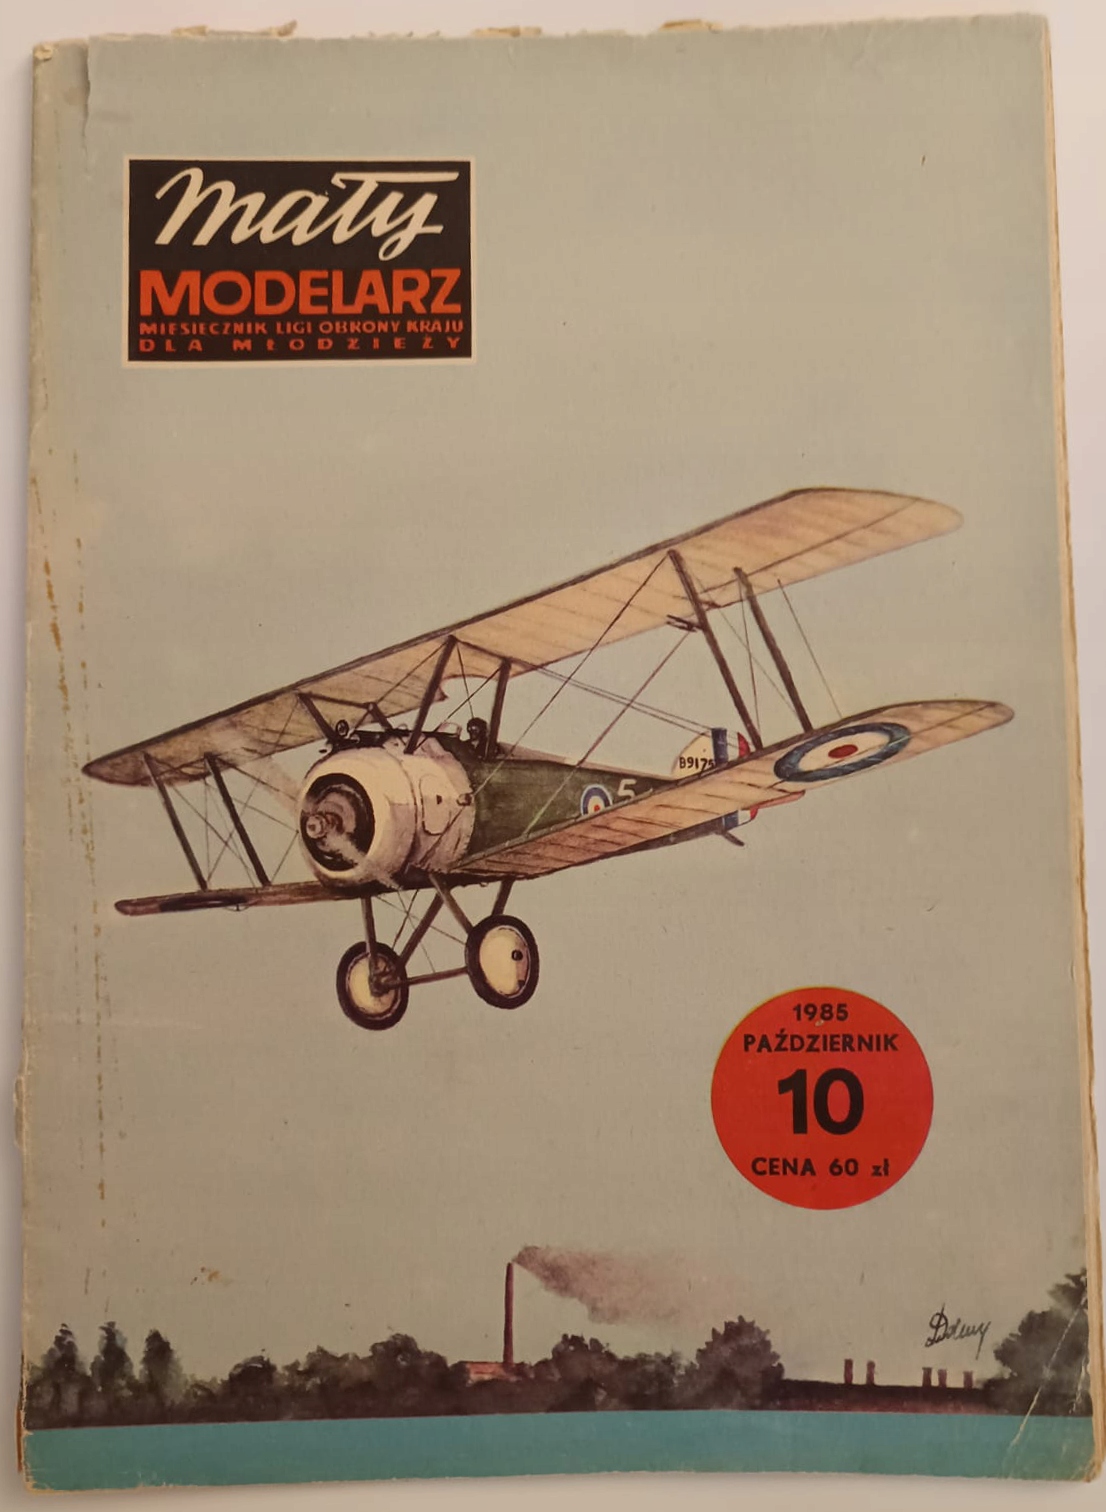 Mały
MODELARZ
MIESIĘCZNIK LIGI OBRONY KRAJU
DLA MŁODZIEŻY
B9175
5
1985
PAŹDZIERNIK
10
CENA 60 zł